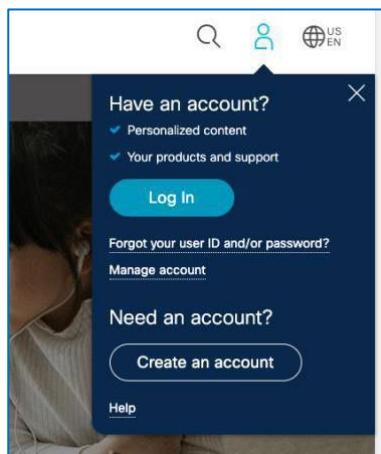 US
EN
Have an account?
Personalized content
Your products and support
Log In
Forgot your user ID and/or password?
Manage account
Need an account?
Create an account
Help